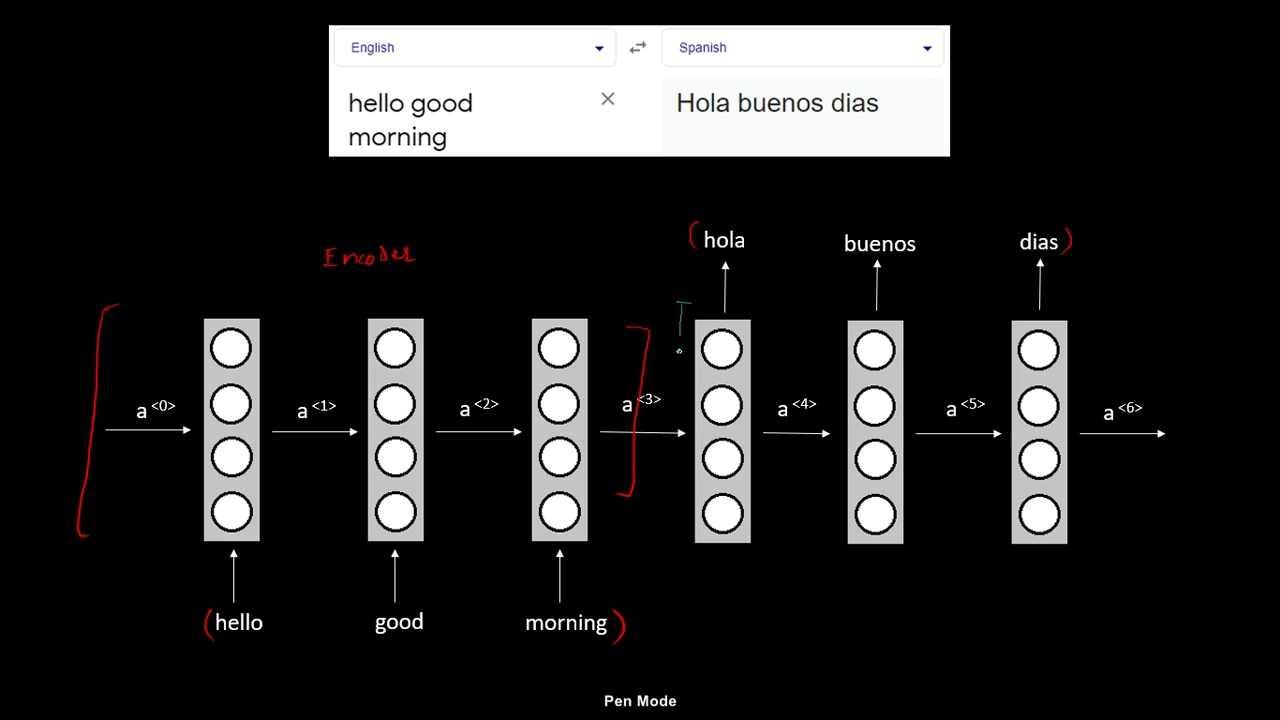 English
Spanish
hello good
morning
Hola buenos dias
Encoder
(hola buenos dias)
a<0>
a<1>
a<2>
a<3>
a<4>
a<5>
a<6>
(hello good morning)
Pen Mode